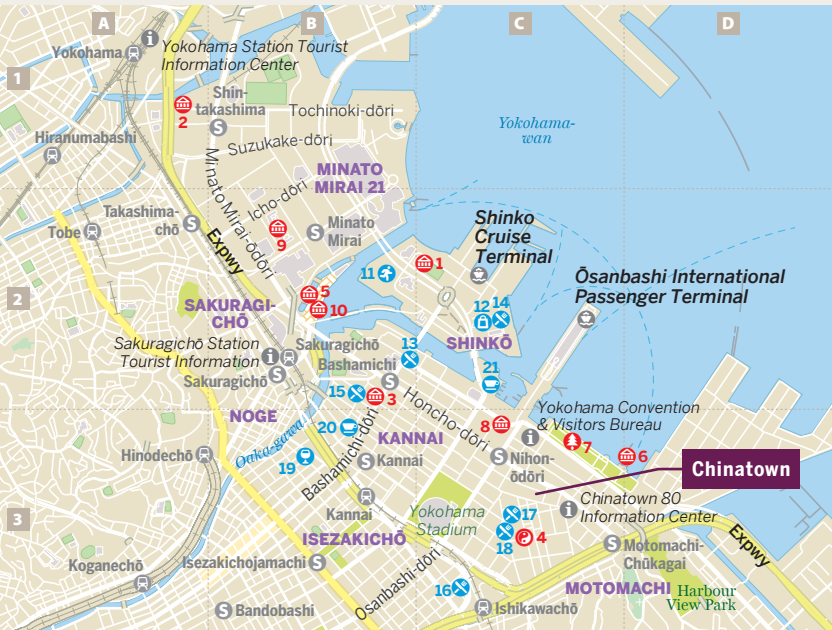 A
B
C
D
1
2
3
Yokohama
Yokohama Station Tourist
Information Center
Shin-
takashima
2
Tochinoki-dōri
Hiranumabashi
Suzukake-dōri
Yokohama-
wan
MINATO
MIRAI 21
Minato Mirai-ōdōri
Icho-dōri
Takashima-
chō
Tobe
Expwy
9
Minato
Mirai
Shinko
Cruise
Terminal
11
1
Ōsanbashi International
Passenger Terminal
5
10
SAKURAGI-
CHŌ
12
14
Sakuragichō Station
Tourist Information
Sakuragichō
Sakuragichō
13
Bashamichi
SHINKŌ
21
15
3
NOGE
Honcho-dōri
Yokohama Convention
& Visitors Bureau
8
7
20
KANNAI
6
Ōaka-gawa
Hinodechō
19
Bashamichi-dōri
Kannai
Nihon-
ōdōri
Chinatown
Kannai
Yokohama
Stadium
17
Chinatown 80
Information Center
18
4
ISEZAKICHŌ
Expwy
Motomachi-
Chūkagai
Koganechō
Isezakichojamachi
Osanbashi-dōri
16
MOTOMACHI
Harbour
View Park
Bandobashi
Ishikawachō